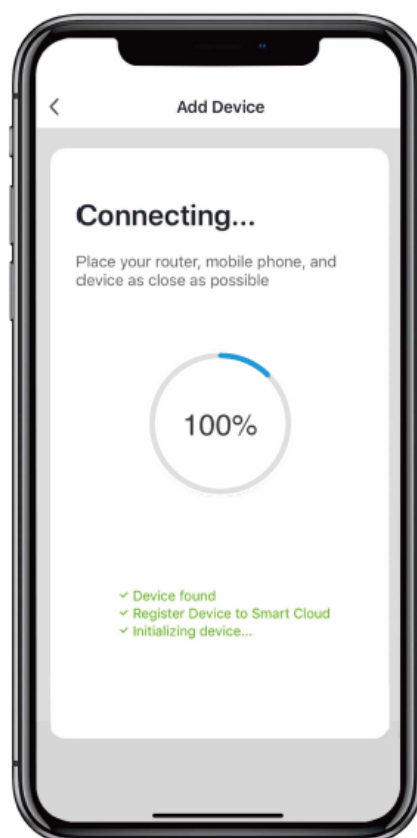 Add Device
Connecting...
Place your router, mobile phone, and
device as close as possible
100%
✓ Device found
✓ Register Device to Smart Cloud
✓ Initializing device...